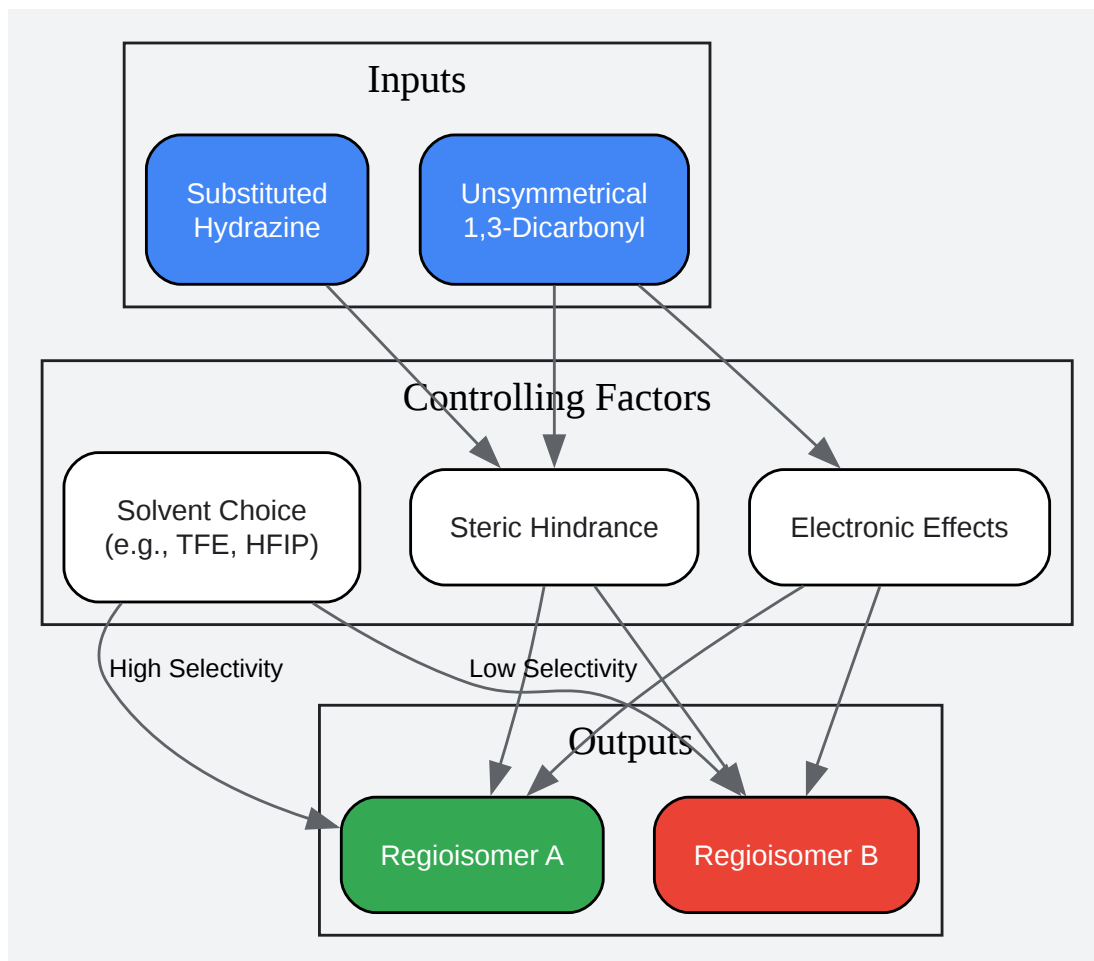 Inputs
Substituted
Hydrazine
Unsymmetrical
1,3-Dicarbonyl
Controlling Factors
Solvent Choice
(e.g., TFE, HFIP)
Steric Hindrance
Electronic Effects
High Selectivity
Low Selectivity
Outputs
Regioisomer A
Regioisomer B